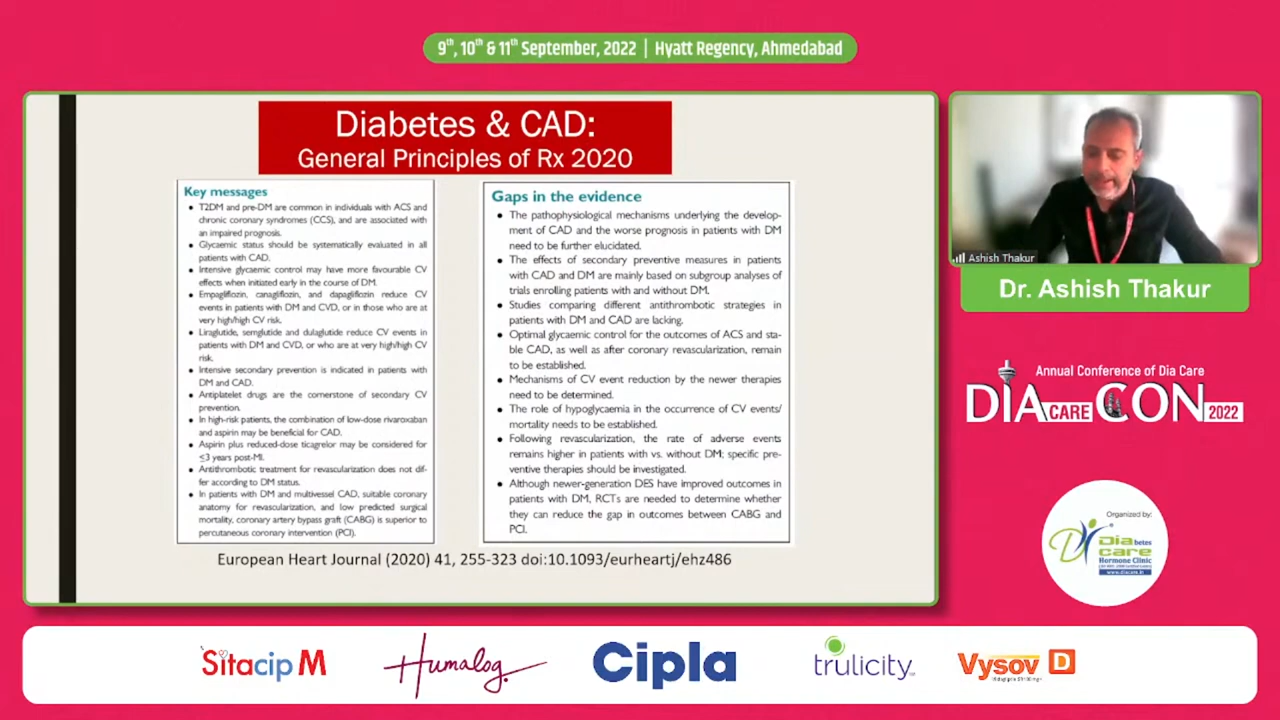 9th, 10th & 11th September, 2022 | Hyatt Regency, Ahmedabad
Diabetes & CAD:
General Principles of Rx 2020
Key messages
• T2DM and pre-DM are common in individuals with ACS and
chronic coronary syndromes (CCS), and are associated with
an impaired prognosis.
• Glycaemic status should be systematically evaluated in all
patients with CAD.
• Intensive glycaemic control may have more favourable CV
effects when initiated early in the course of DM.
• Empagliflozin, canagliflozin, and dapagliflozin reduce CV
events in patients with DM and CVD, or in those who are at
very high/high CV risk.
• Liraglutide, semglutide and dulaglutide reduce CV events in
patients with DM and CVD, or who are at very high/high CV
risk.
• Intensive secondary prevention is indicated in patients with
DM and CAD.
• Antiplatelet drugs are the cornerstone of secondary CV
prevention.
• In high-risk patients, the combination of low-dose rivaroxaban
and aspirin may be beneficial for CAD.
• Aspirin plus reduced-dose ticagrelor may be considered for
≤3 years post-MI.
• Antithrombotic treatment for revascularization does not dif-
fer according to DM status.
• In patients with DM and multivessel CAD, suitable coronary
anatomy for revascularization, and low predicted surgical
mortality, coronary artery bypass graft (CABG) is superior to
percutaneous coronary intervention (PCI).
Gaps in the evidence
• The pathophysiological mechanisms underlying the develop-
ment of CAD and the worse prognosis in patients with DM
need to be further elucidated.
• The effects of secondary preventive measures in patients
with CAD and DM are mainly based on subgroup analyses of
trials enrolling patients with and without DM.
• Studies comparing different antithrombotic strategies in
patients with DM and CAD are lacking.
• Optimal glycaemic control for the outcomes of ACS and sta-
ble CAD, as well as after coronary revascularization, remain
to be established.
• Mechanisms of CV event reduction by the newer therapies
need to be determined.
• The role of hypoglycaemia in the occurrence of CV events/
mortality needs to be established.
• Following revascularization, the rate of adverse events
remains higher in patients with vs. without DM; specific pre-
ventive therapies should be investigated.
• Although newer-generation DES have improved outcomes in
patients with DM, RCTs are needed to determine whether
they can reduce the gap in outcomes between CABG and
PCI.
European Heart Journal (2020) 41, 255-323 doi:10.1093/eurheartj/ehz486
Ashish Thakur
Dr. Ashish Thakur
Annual Conference of Dia Care
DIA CARE CON 2022
Organized by:
Diabetes
care
Hormone Clinic
www.diacare.in
Sitacip M
Humalog
Cipla
trulicity
Vysov D